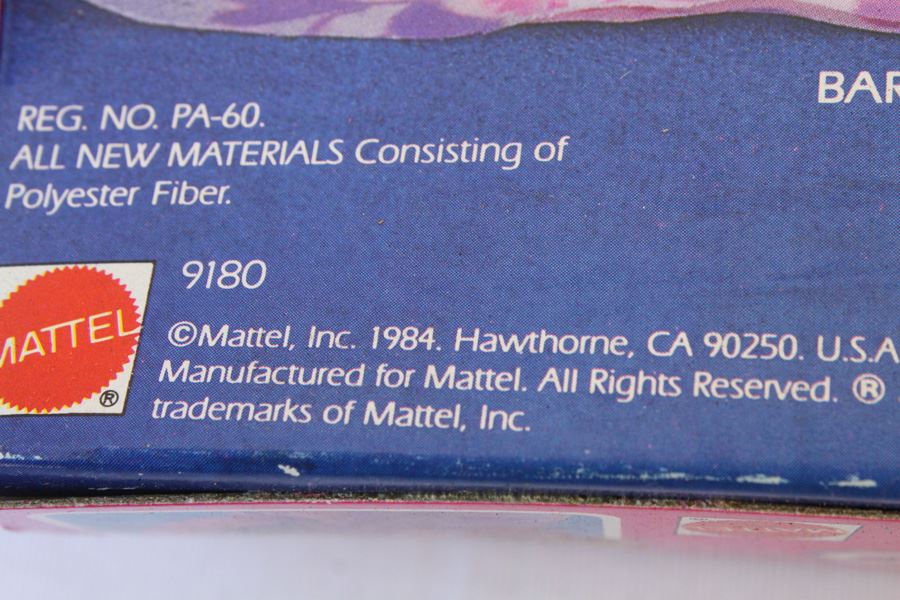 BAR
REG. NO. PA-60.
ALL NEW MATERIALS Consisting of
Polyester Fiber.
9180
MATTEL
®
©Mattel, Inc. 1984. Hawthorne, CA 90250. U.S.A
Manufactured for Mattel. All Rights Reserved. ®
trademarks of Mattel, Inc.